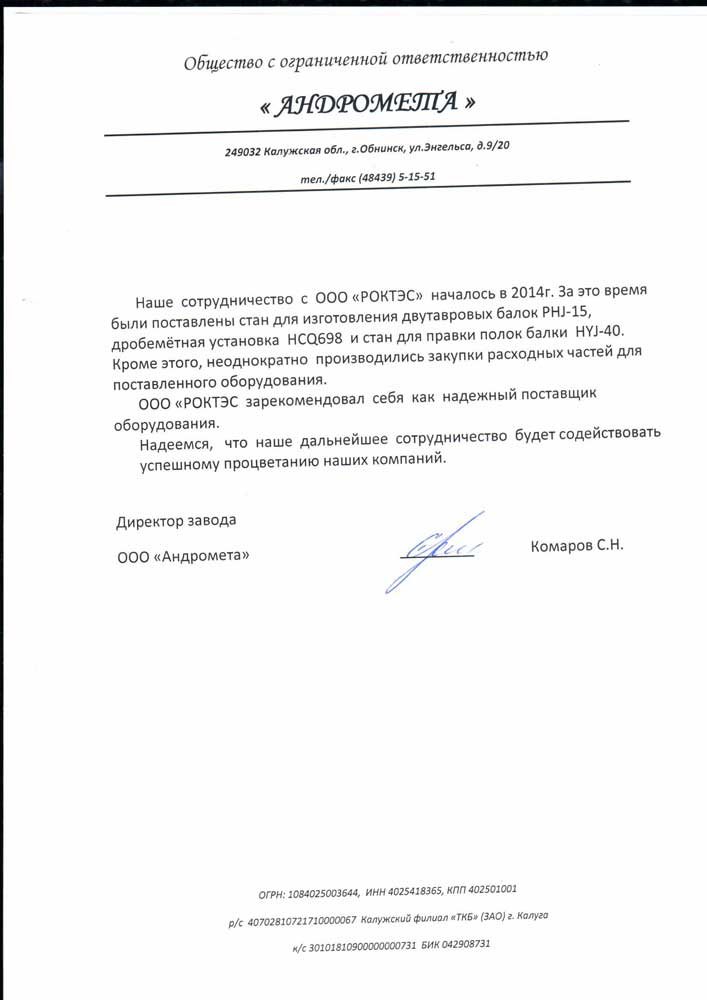 Общество с ограниченной ответственностью
« АНДРОМЕТА »
249032 Калужская обл., г.Обнинск, ул.Энгельса, д.9/20
тел./факс (48439) 5-15-51
Наше сотрудничество с ООО «РОКТЭС» началось в 2014г. За это время
были поставлены стан для изготовления двутавровых балок PHJ-15,
дробемётная установка HCQ698 и стан для правки полок балки HYJ-40.
Кроме этого, неоднократно производились закупки расходных частей для
поставленного оборудования.
ООО «РОКТЭС зарекомендовал себя как надежный поставщик
оборудования.
Надеемся, что наше дальнейшее сотрудничество будет содействовать
успешному процветанию наших компаний.
Директор завода
ООО «Андромета» Комаров С.Н.
ОГРН: 1084025003644, ИНН 4025418365, КПП 402501001
р/с 40702810721710000067 Калужский филиал «ТКБ» (ЗАО) г. Калуга
к/с 30101810900000000731 БИК 042908731